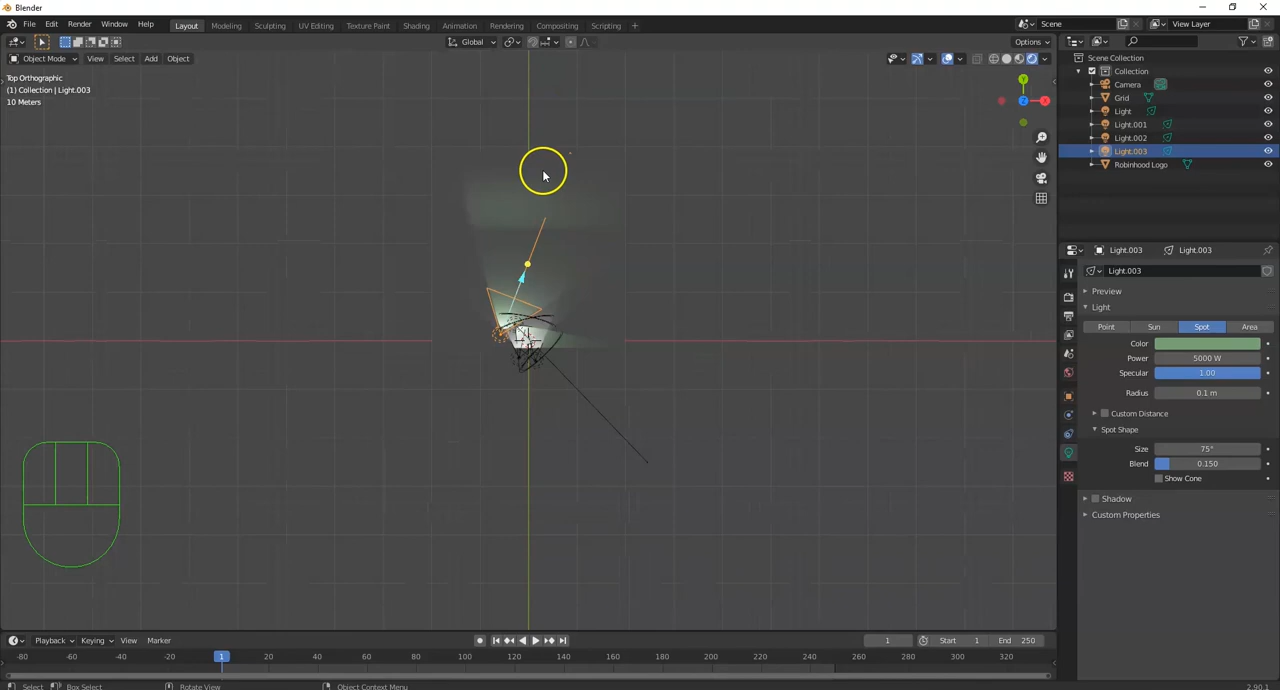 Blender
File Edit Render Window Help
Layout Modeling Sculpting UV Editing Texture Paint Shading Animation Rendering Compositing Scripting +
Scene
View Layer
Global
Options
Object Mode View Select Add Object
Top Orthographic
(1) Collection | Light.003
10 Meters
Y
X
Z
Scene Collection
Collection
Camera
Grid
Light
Light.001
Light.002
Light.003
Robinhood Logo
Light.003 Light.003
Light.003
Preview
Light
Point Sun Spot Area
Color
Power 5000 W
Specular 1.00
Radius 0.1 m
Custom Distance
Spot Shape
Size 75°
Blend 0.150
Show Cone
Shadow
Custom Properties
Playback Keying View Marker
1 Start 1 End 250
-80 -60 -40 -20 1 20 40 60 80 100 120 140 160 180 200 220 240 260 280 300 320
Select Box Select Rotate View Object Context Menu 2.90.1